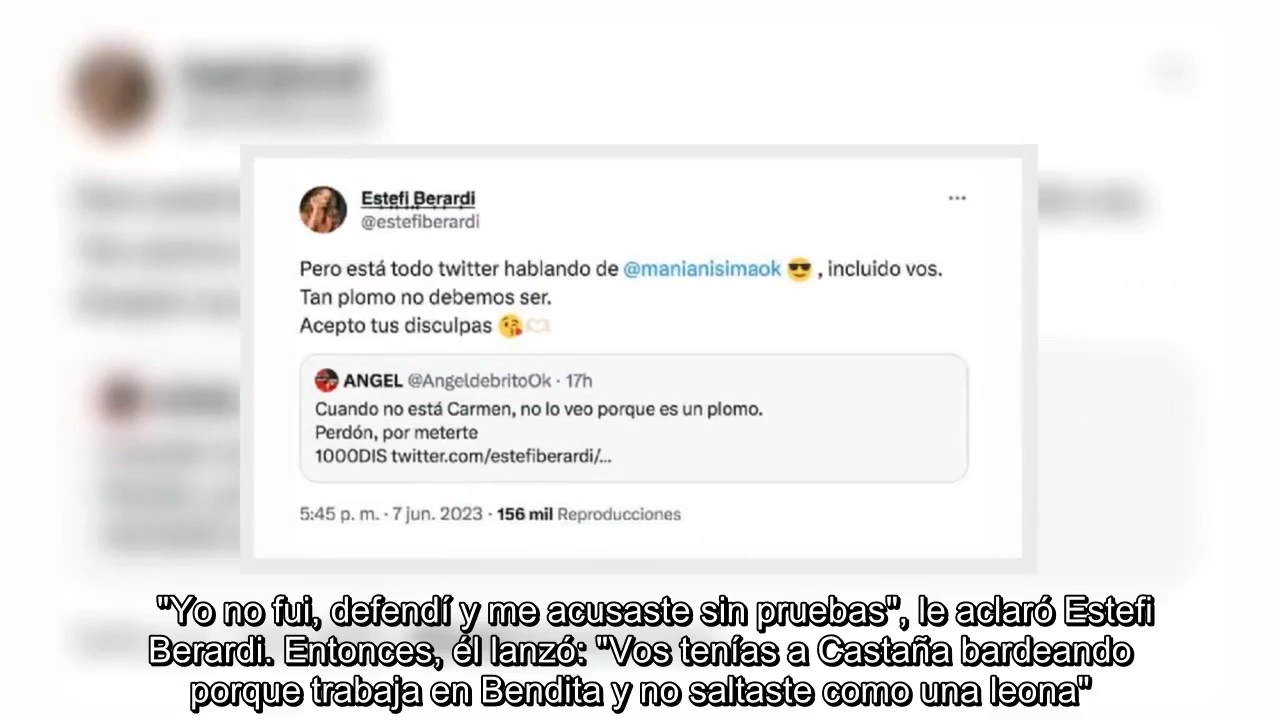 Estefi Berardi
@estefiberardi
Pero está todo twitter hablando de @manianisimaok 😎 , incluido vos.
Tan plomo no debemos ser.
Acepto tus disculpas 😘🫶🏻
ANGEL @AngeldebritoOk · 17h
Cuando no está Carmen, no lo veo porque es un plomo.
Perdón, por meterte
1000DIS twitter.com/estefiberardi/...
5:45 p. m. · 7 jun. 2023 · 156 mil Reproducciones
"Yo no fui, defendí y me acusaste sin pruebas", le aclaró Estefi
Berardi. Entonces, él lanzó: "Vos tenías a Castaña bardeando
porque trabaja en Bendita y no saltaste como una leona"